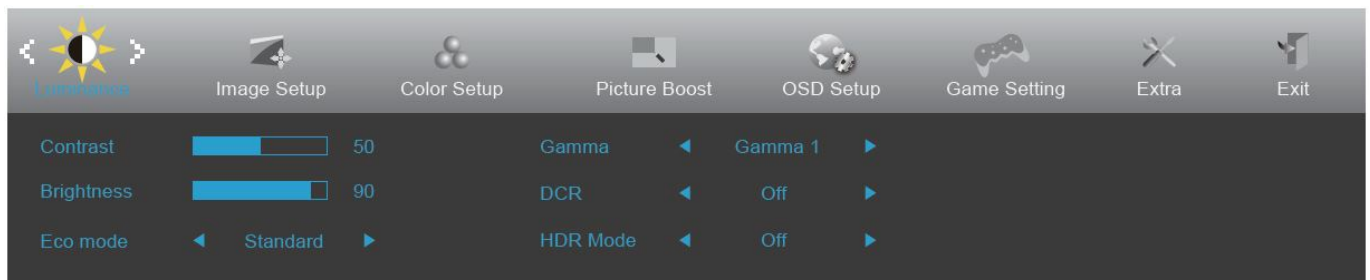 Luminance
Image Setup
Color Setup
Picture Boost
OSD Setup
Game Setting
Extra
Exit
Contrast 50 Gamma Gamma 1
Brightness 90 DCR Off
Eco mode Standard HDR Mode Off